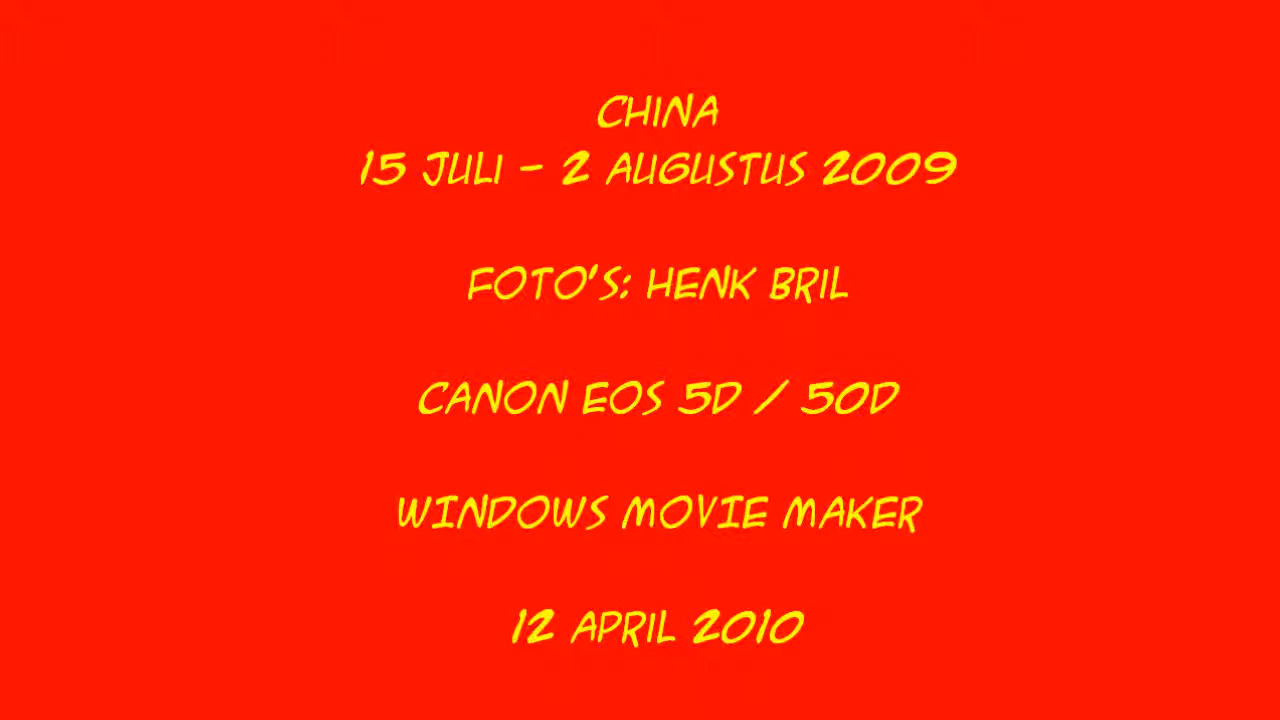 CHINA
15 JULI - 2 AUGUSTUS 2009
FOTO'S: HENK BRIL
CANON EOS 5D / 50D
WINDOWS MOVIE MAKER
12 APRIL 2010